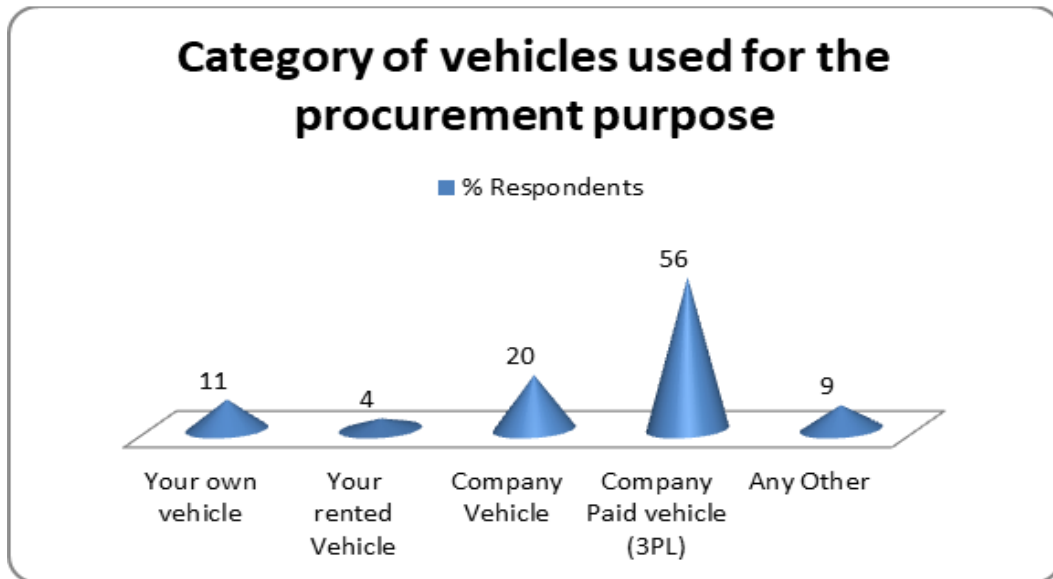 Category of vehicles used for the
procurement purpose
% Respondents
11
4
20
56
9
Your own
vehicle
Your
rented
Vehicle
Company
Vehicle
Company
Paid vehicle
(3PL)
Any Other